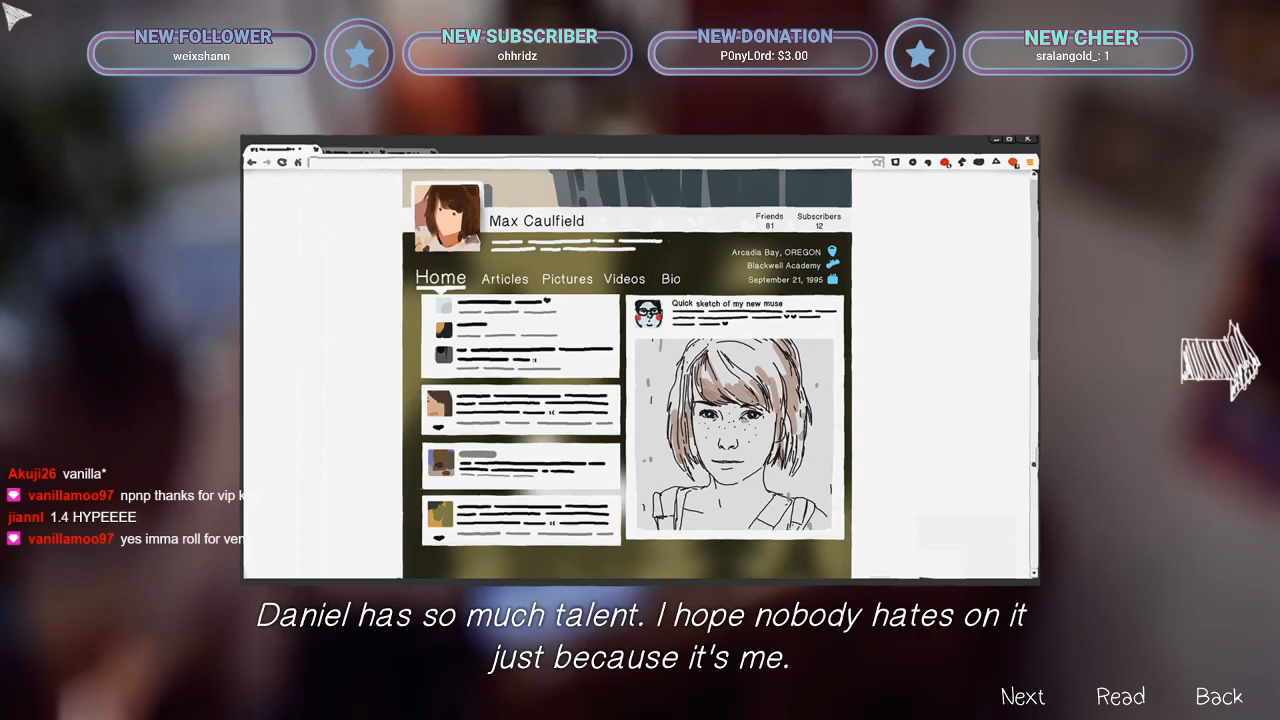 NEW FOLLOWER
weixshann
NEW SUBSCRIBER
ohhridz
NEW DONATION
P0nyL0rd: $3.00
NEW CHEER
sralangold_: 1
Max Caulfield
Friends
61
Subscribers
12
Arcadia Bay, OREGON
Blackwell Academy
September 21, 1995
Home Articles Pictures Videos Bio
Quick sketch of my new muse
Akuji26 vanilla*
vanillamoo97 npnp thanks for vip
jiannl 1.4 HYPEEEE
vanillamoo97 yes imma roll for
Daniel has so much talent. I hope nobody hates on it
just because it's me.
Next Read Back